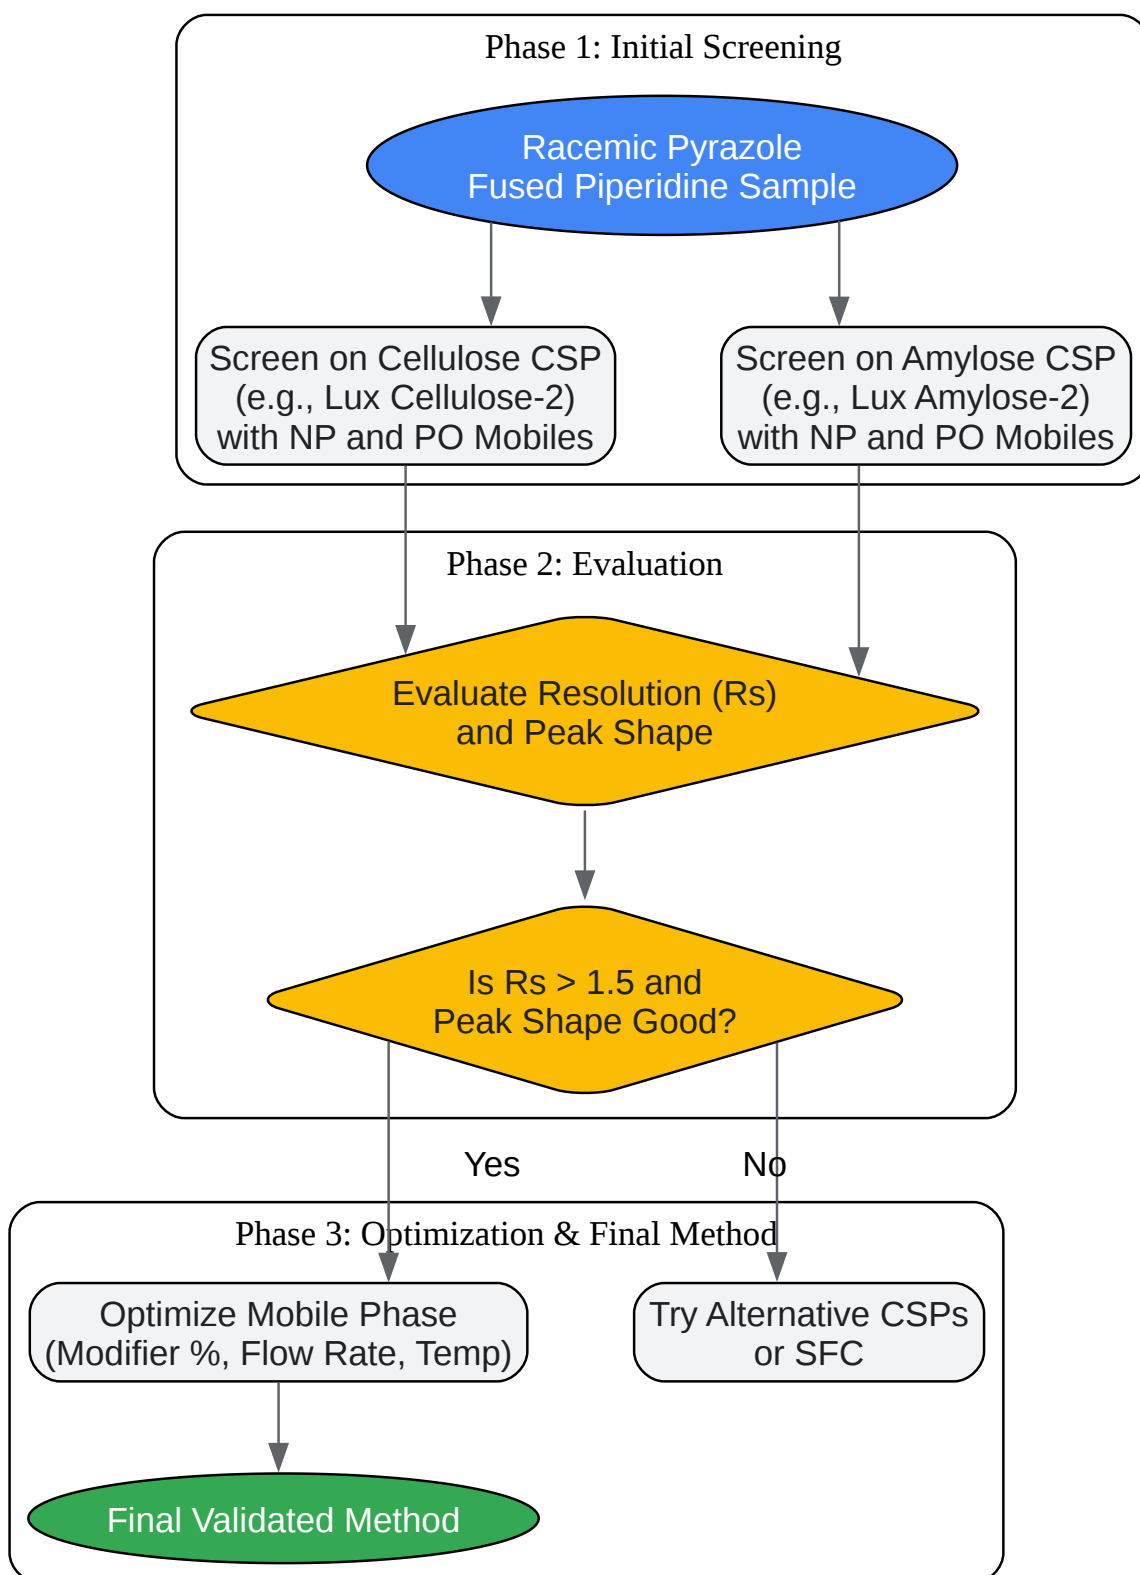 Phase 1: Initial Screening
Racemic Pyrazole
Fused Piperidine Sample
Screen on Cellulose CSP
(e.g., Lux Cellulose-2)
with NP and PO Mobiles
Screen on Amylose CSP
(e.g., Lux Amylose-2)
with NP and PO Mobiles
Phase 2: Evaluation
Evaluate Resolution (Rs)
and Peak Shape
Is Rs > 1.5 and
Peak Shape Good?
Yes
No
Phase 3: Optimization & Final Method
Optimize Mobile Phase
(Modifier %, Flow Rate, Temp)
Try Alternative CSPs
or SFC
Final Validated Method